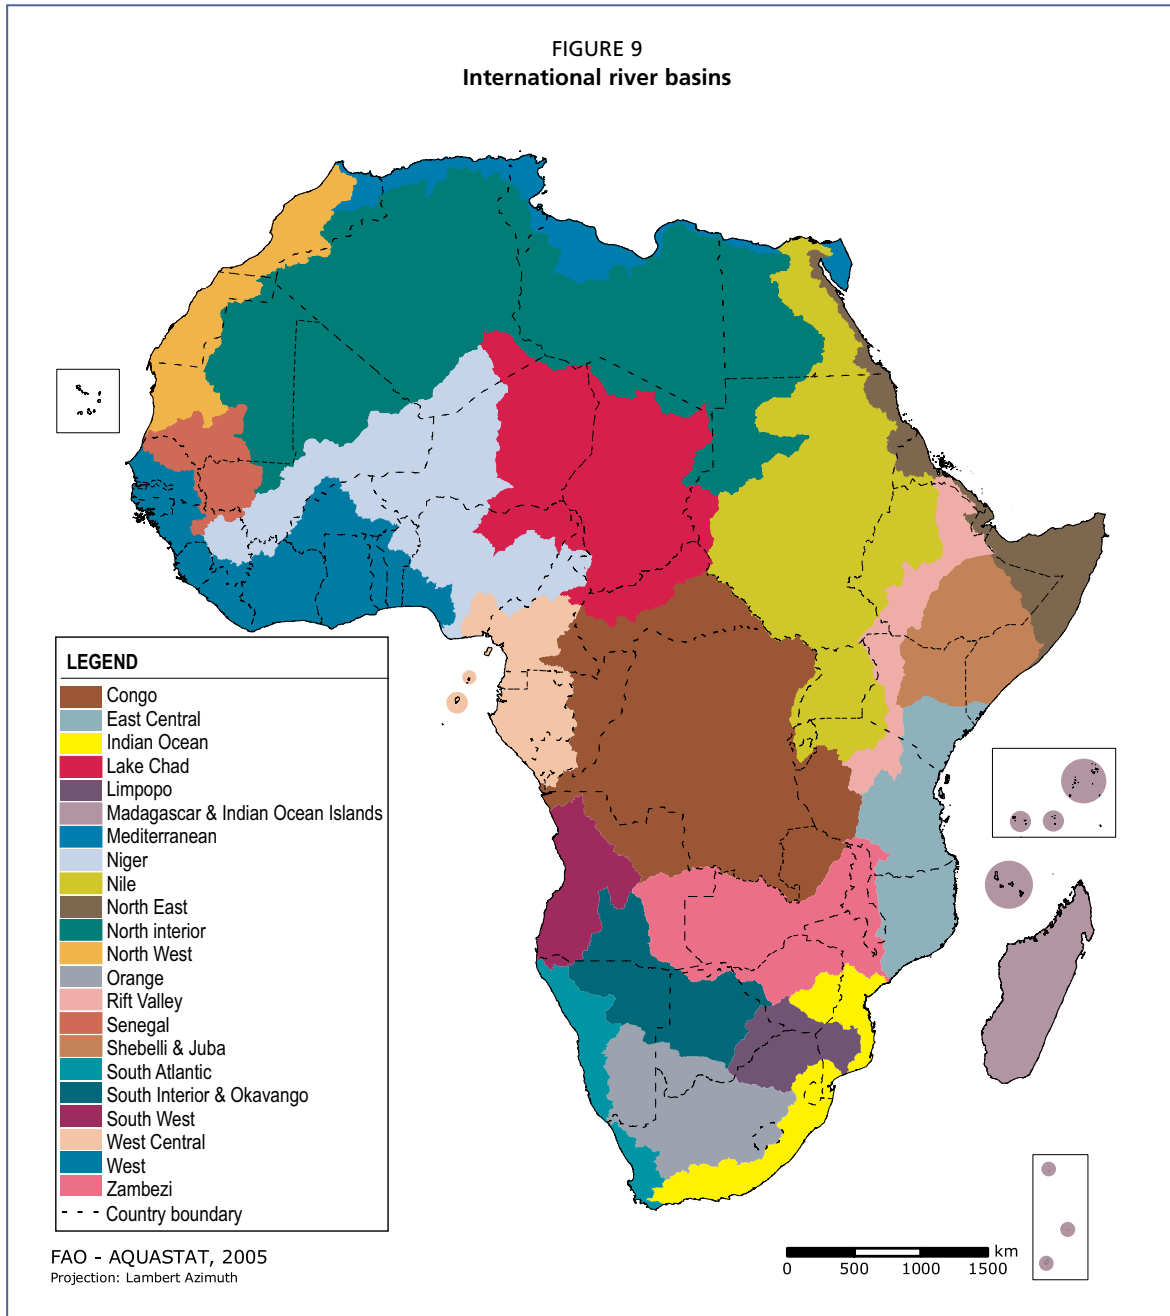 FIGURE 9
International river basins
LEGEND
Congo
East Central
Indian Ocean
Lake Chad
Limpopo
Madagascar & Indian Ocean Islands
Mediterranean
Niger
Nile
North East
North interior
North West
Orange
Rift Valley
Senegal
Shebelli & Juba
South Atlantic
South Interior & Okavango
South West
West Central
West
Zambezi
Country boundary
FAO - AQUASTAT, 2005
Projection: Lambert Azimuth
km
0 500 1000 1500